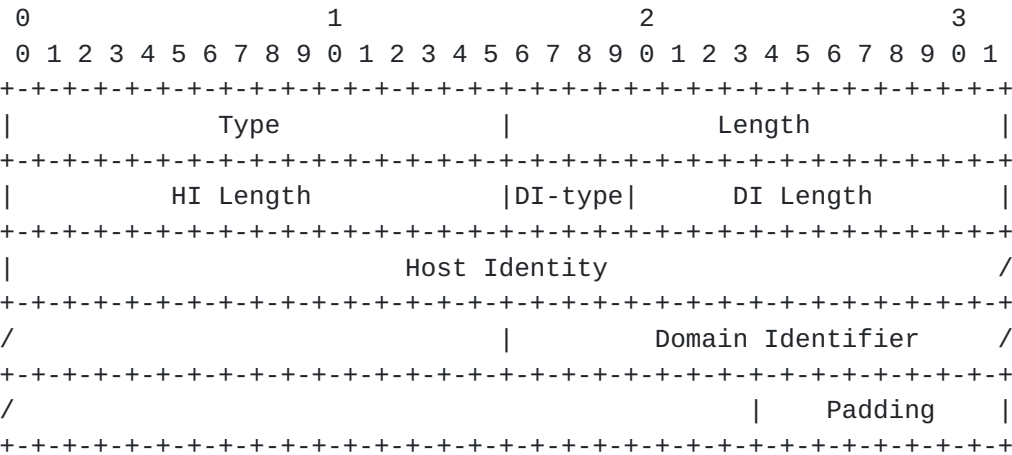 0                   1                   2                   3
 0 1 2 3 4 5 6 7 8 9 0 1 2 3 4 5 6 7 8 9 0 1 2 3 4 5 6 7 8 9 0 1
+-+-+-+-+-+-+-+-+-+-+-+-+-+-+-+-+-+-+-+-+-+-+-+-+-+-+-+-+-+-+-+-+
|             Type              |             Length            |
+-+-+-+-+-+-+-+-+-+-+-+-+-+-+-+-+-+-+-+-+-+-+-+-+-+-+-+-+-+-+-+-+
|          HI Length            |DI-type|      DI Length        |
+-+-+-+-+-+-+-+-+-+-+-+-+-+-+-+-+-+-+-+-+-+-+-+-+-+-+-+-+-+-+-+-+
|                         Host Identity                         /
+-+-+-+-+-+-+-+-+-+-+-+-+-+-+-+-+-+-+-+-+-+-+-+-+-+-+-+-+-+-+-+-+
/                               |         Domain Identifier     /
+-+-+-+-+-+-+-+-+-+-+-+-+-+-+-+-+-+-+-+-+-+-+-+-+-+-+-+-+-+-+-+-+
/                                               |    Padding    |
+-+-+-+-+-+-+-+-+-+-+-+-+-+-+-+-+-+-+-+-+-+-+-+-+-+-+-+-+-+-+-+-+